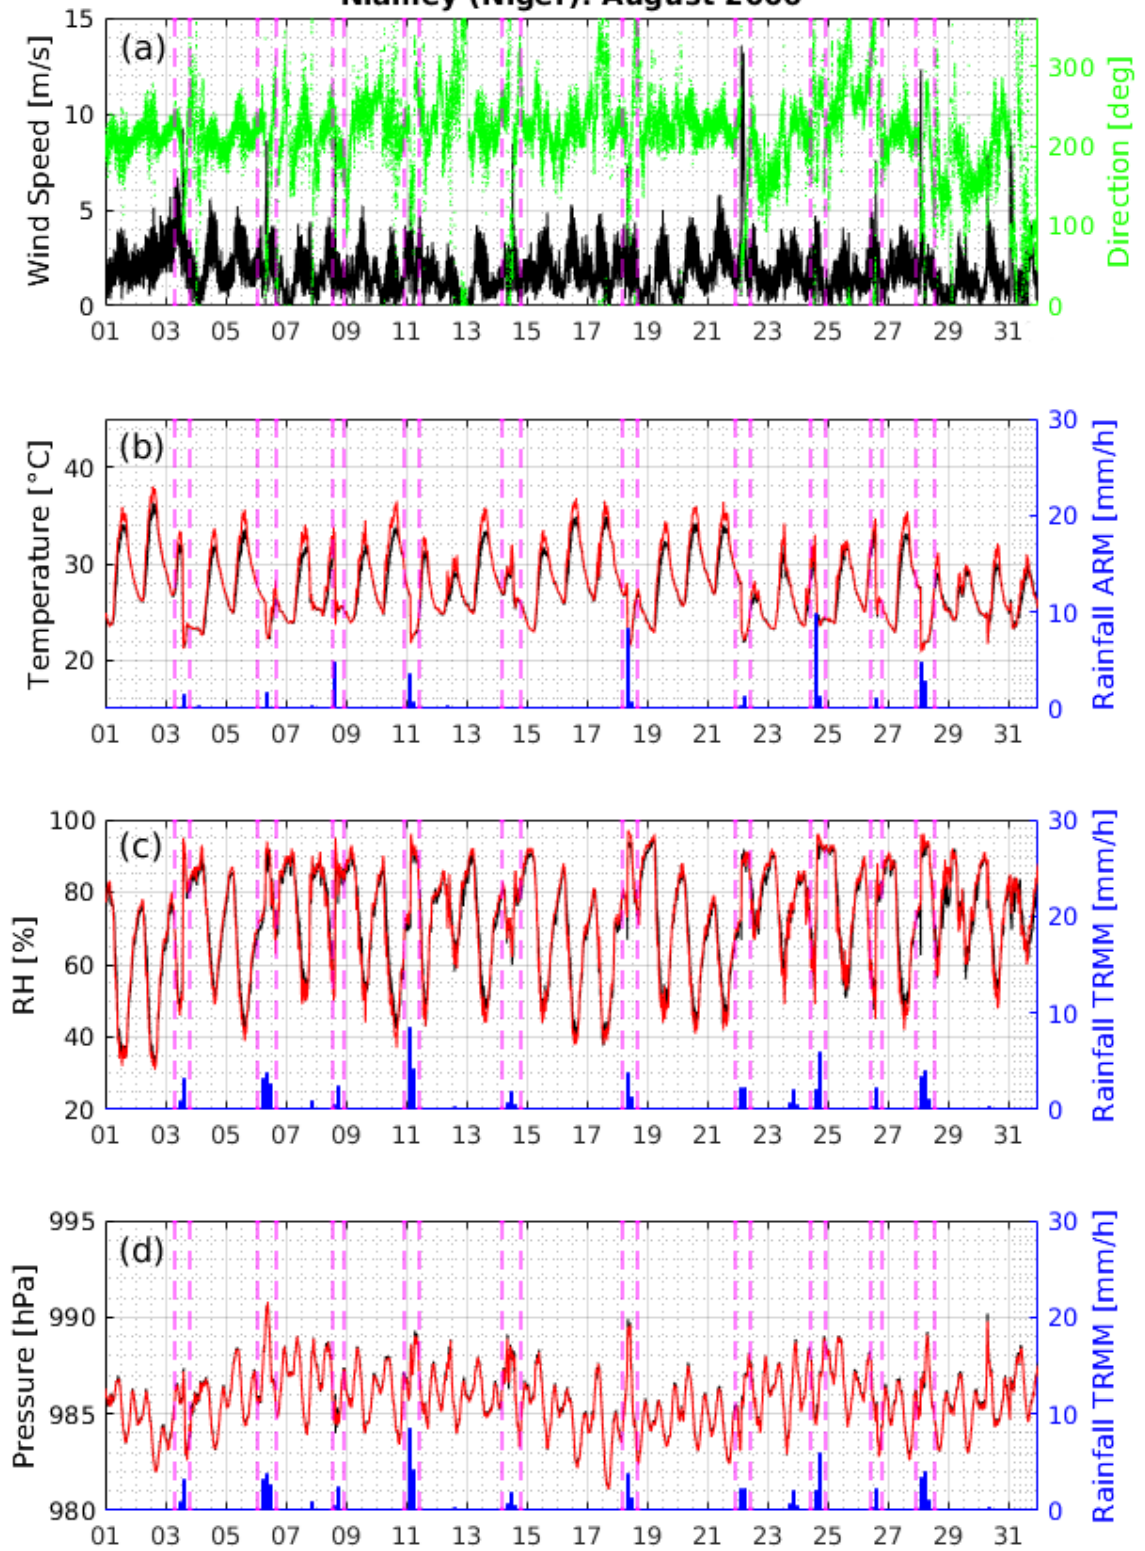 Niamey (Niger): August 2006
(a)
Wind Speed [m/s]
15
10
5
0
300
200
100
0
Direction [deg]
01 03 05 07 09 11 13 15 17 19 21 23 25 27 29 31
(b)
Temperature [°C]
40
30
20
30
20
10
0
Rainfall ARM [mm/h]
01 03 05 07 09 11 13 15 17 19 21 23 25 27 29 31
(c)
RH [%]
100
80
60
40
20
30
20
10
0
Rainfall TRMM [mm/h]
01 03 05 07 09 11 13 15 17 19 21 23 25 27 29 31
(d)
Pressure [hPa]
995
990
985
980
30
20
10
0
Rainfall TRMM [mm/h]
01 03 05 07 09 11 13 15 17 19 21 23 25 27 29 31